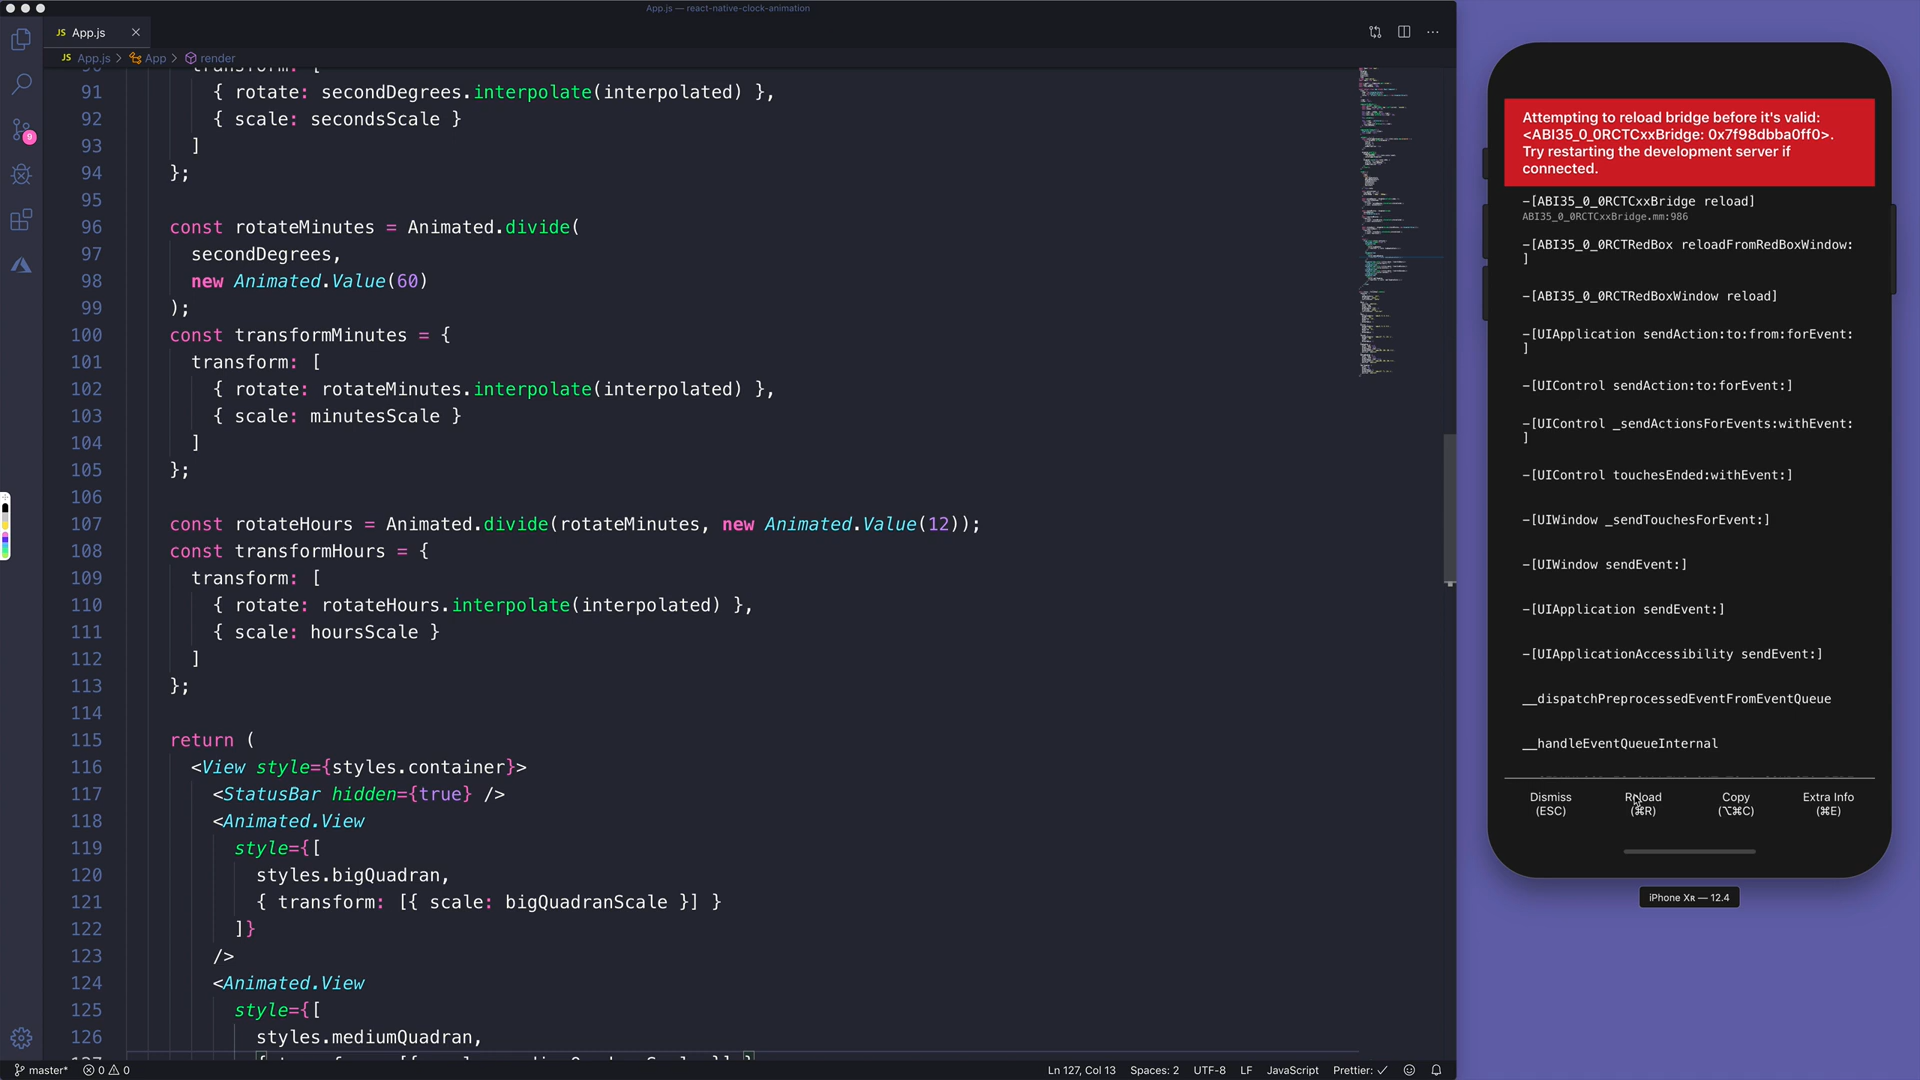 App.js — react-native-clock-animation
JS App.js ×
JS App.js > App > render
91 { rotate: secondDegrees.interpolate(interpolated) },
92 { scale: secondsScale }
93 ]
94 };
95
96 const rotateMinutes = Animated.divide(
97 secondDegrees,
98 new Animated.Value(60)
99 );
100 const transformMinutes = {
101 transform: [
102 { rotate: rotateMinutes.interpolate(interpolated) },
103 { scale: minutesScale }
104 ]
105 };
106
107 const rotateHours = Animated.divide(rotateMinutes, new Animated.Value(12));
108 const transformHours = {
109 transform: [
110 { rotate: rotateHours.interpolate(interpolated) },
111 { scale: hoursScale }
112 ]
113 };
114
115 return (
116 <View style={styles.container}>
117 <StatusBar hidden={true} />
118 <Animated.View
119 style={[
120 styles.bigQuadran,
121 { transform: [{ scale: bigQuadranScale }] }
122 ]}
123 />
124 <Animated.View
125 style={[
126 styles.mediumQuadran,
9
master* 0 0
Ln 127, Col 13 Spaces: 2 UTF-8 LF JavaScript Prettier: ✓
Attempting to reload bridge before it's valid:
<ABI35_0_0RCTCxxBridge: 0x7f98dbba0ff0>.
Try restarting the development server if
connected.
-[ABI35_0_0RCTCxxBridge reload]
ABI35_0_0RCTCxxBridge.mm:986
-[ABI35_0_0RCTRedBox reloadFromRedBoxWindow:
]
-[ABI35_0_0RCTRedBoxWindow reload]
-[UIApplication sendAction:to:from:forEvent:
]
-[UIControl sendAction:to:forEvent:]
-[UIControl _sendActionsForEvents:withEvent:
]
-[UIControl touchesEnded:withEvent:]
-[UIWindow _sendTouchesForEvent:]
-[UIWindow sendEvent:]
-[UIApplication sendEvent:]
-[UIApplicationAccessibility sendEvent:]
__dispatchPreprocessedEventFromEventQueue
__handleEventQueueInternal
Dismiss Reload Copy Extra Info
(ESC) (⌘R) (⌥⌘C) (⌘E)
iPhone Xʀ — 12.4